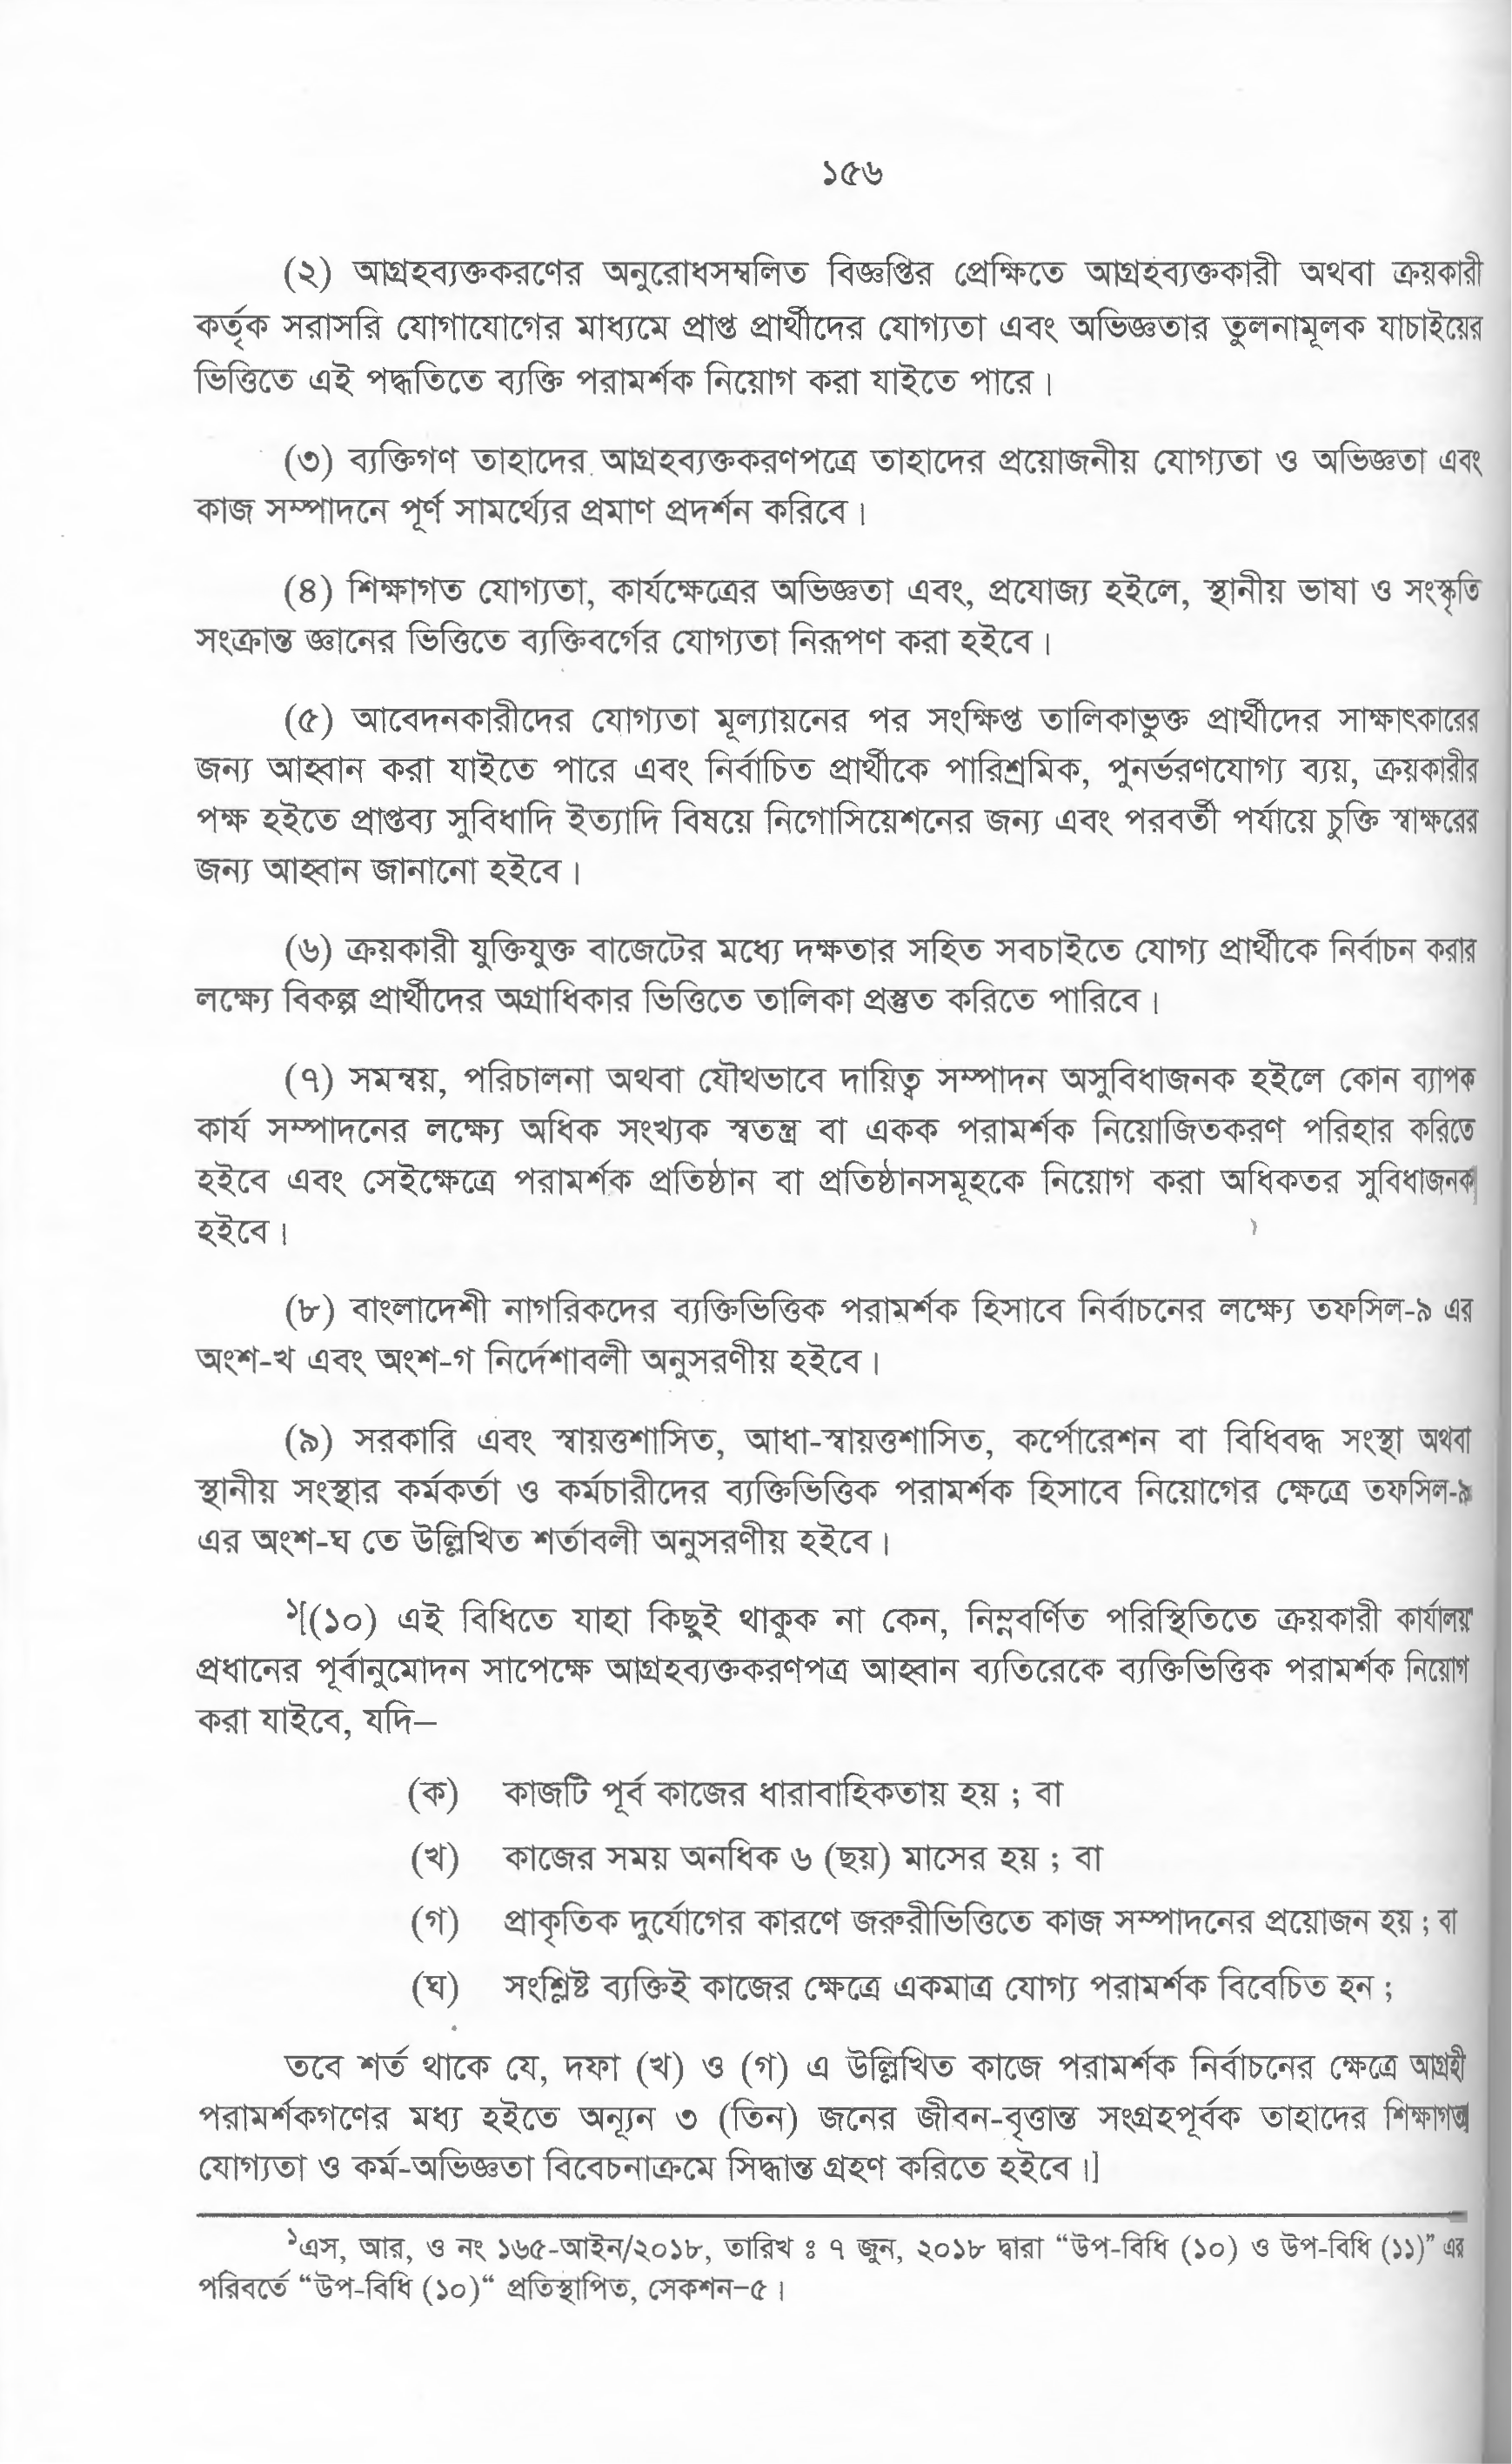 ১৫৬
(২) আগ্রহব্যক্তকরণের অনুরোধসম্বলিত বিজ্ঞপ্তির প্রেক্ষিতে আগ্রহব্যক্তকারী অথবা ক্রয়কারী
কর্তৃক সরাসরি যোগাযোগের মাধ্যমে প্রাপ্ত প্রার্থীদের যোগ্যতা এবং অভিজ্ঞতার তুলনামূলক যাচাইয়ের
ভিত্তিতে এই পদ্ধতিতে ব্যক্তি পরামর্শক নিয়োগ করা যাইতে পারে।
(৩) ব্যক্তিগণ তাহাদের আগ্রহব্যক্তকরণপত্রে তাহাদের প্রয়োজনীয় যোগ্যতা ও অভিজ্ঞতা এবং
কাজ সম্পাদনে পূর্ণ সামর্থ্যের প্রমাণ প্রদর্শন করিবে।
(৪) শিক্ষাগত যোগ্যতা, কার্যক্ষেত্রের অভিজ্ঞতা এবং, প্রযোজ্য হইলে, স্থানীয় ভাষা ও সংস্কৃতি
সংক্রান্ত জ্ঞানের ভিত্তিতে ব্যক্তিবর্গের যোগ্যতা নিরূপণ করা হইবে।
(৫) আবেদনকারীদের যোগ্যতা মূল্যায়নের পর সংক্ষিপ্ত তালিকাভুক্ত প্রার্থীদের সাক্ষাৎকারের
জন্য আহ্বান করা যাইতে পারে এবং নির্বাচিত প্রার্থীকে পারিশ্রমিক, পুনর্ভরণযোগ্য ব্যয়, ক্রয়কারীর
পক্ষ হইতে প্রাপ্তব্য সুবিধাদি ইত্যাদি বিষয়ে নিগোসিয়েশনের জন্য এবং পরবর্তী পর্যায়ে চুক্তি স্বাক্ষরের
জন্য আহ্বান জানানো হইবে।
(৬) ক্রয়কারী যুক্তিযুক্ত বাজেটের মধ্যে দক্ষতার সহিত সবচাইতে যোগ্য প্রার্থীকে নির্বাচন করার
লক্ষ্যে বিকল্প প্রার্থীদের অগ্রাধিকার ভিত্তিতে তালিকা প্রস্তুত করিতে পারিবে।
(৭) সমন্বয়, পরিচালনা অথবা যৌথভাবে দায়িত্ব সম্পাদন অসুবিধাজনক হইলে কোন ব্যাপক
কার্য সম্পাদনের লক্ষ্যে অধিক সংখ্যক স্বতন্ত্র বা একক পরামর্শক নিয়োজিতকরণ পরিহার করিতে
হইবে এবং সেইক্ষেত্রে পরামর্শক প্রতিষ্ঠান বা প্রতিষ্ঠানসমূহকে নিয়োগ করা অধিকতর সুবিধাজনক
হইবে।
(৮) বাংলাদেশী নাগরিকদের ব্যক্তিভিত্তিক পরামর্শক হিসাবে নির্বাচনের লক্ষ্যে তফসিল-৯ এর
অংশ-খ এবং অংশ-গ নির্দেশাবলী অনুসরণীয় হইবে।
(৯) সরকারি এবং স্বায়ত্তশাসিত, আধা-স্বায়ত্তশাসিত, কর্পোরেশন বা বিধিবদ্ধ সংস্থা অথবা
স্থানীয় সংস্থার কর্মকর্তা ও কর্মচারীদের ব্যক্তিভিত্তিক পরামর্শক হিসাবে নিয়োগের ক্ষেত্রে তফসিল-৯
এর অংশ-ঘ তে উল্লিখিত শর্তাবলী অনুসরণীয় হইবে।
১[(১০) এই বিধিতে যাহা কিছুই থাকুক না কেন, নিম্নবর্ণিত পরিস্থিতিতে ক্রয়কারী কার্যালয়
প্রধানের পূর্বানুমোদন সাপেক্ষে আগ্রহব্যক্তকরণপত্র আহ্বান ব্যতিরেকে ব্যক্তিভিত্তিক পরামর্শক নিয়োগ
করা যাইবে, যদি–
(ক) কাজটি পূর্ব কাজের ধারাবাহিকতায় হয় ; বা
(খ) কাজের সময় অনধিক ৬ (ছয়) মাসের হয় ; বা
(গ) প্রাকৃতিক দুর্যোগের কারণে জরুরীভিত্তিতে কাজ সম্পাদনের প্রয়োজন হয় ; বা
(ঘ) সংশ্লিষ্ট ব্যক্তিই কাজের ক্ষেত্রে একমাত্র যোগ্য পরামর্শক বিবেচিত হন ;
তবে শর্ত থাকে যে, দফা (খ) ও (গ) এ উল্লিখিত কাজে পরামর্শক নির্বাচনের ক্ষেত্রে আগ্রহী
পরামর্শকগণের মধ্য হইতে অন্যূন ৩ (তিন) জনের জীবন-বৃত্তান্ত সংগ্রহপূর্বক তাহাদের শিক্ষাগত
যোগ্যতা ও কর্ম-অভিজ্ঞতা বিবেচনাক্রমে সিদ্ধান্ত গ্রহণ করিতে হইবে।]
১এস, আর, ও নং ১৬৫-আইন/২০১৮, তারিখ ঃ ৭ জুন, ২০১৮ দ্বারা “উপ-বিধি (১০) ও উপ-বিধি (১১)” এর
পরিবর্তে “উপ-বিধি (১০)“ প্রতিস্থাপিত, সেকশন–৫।